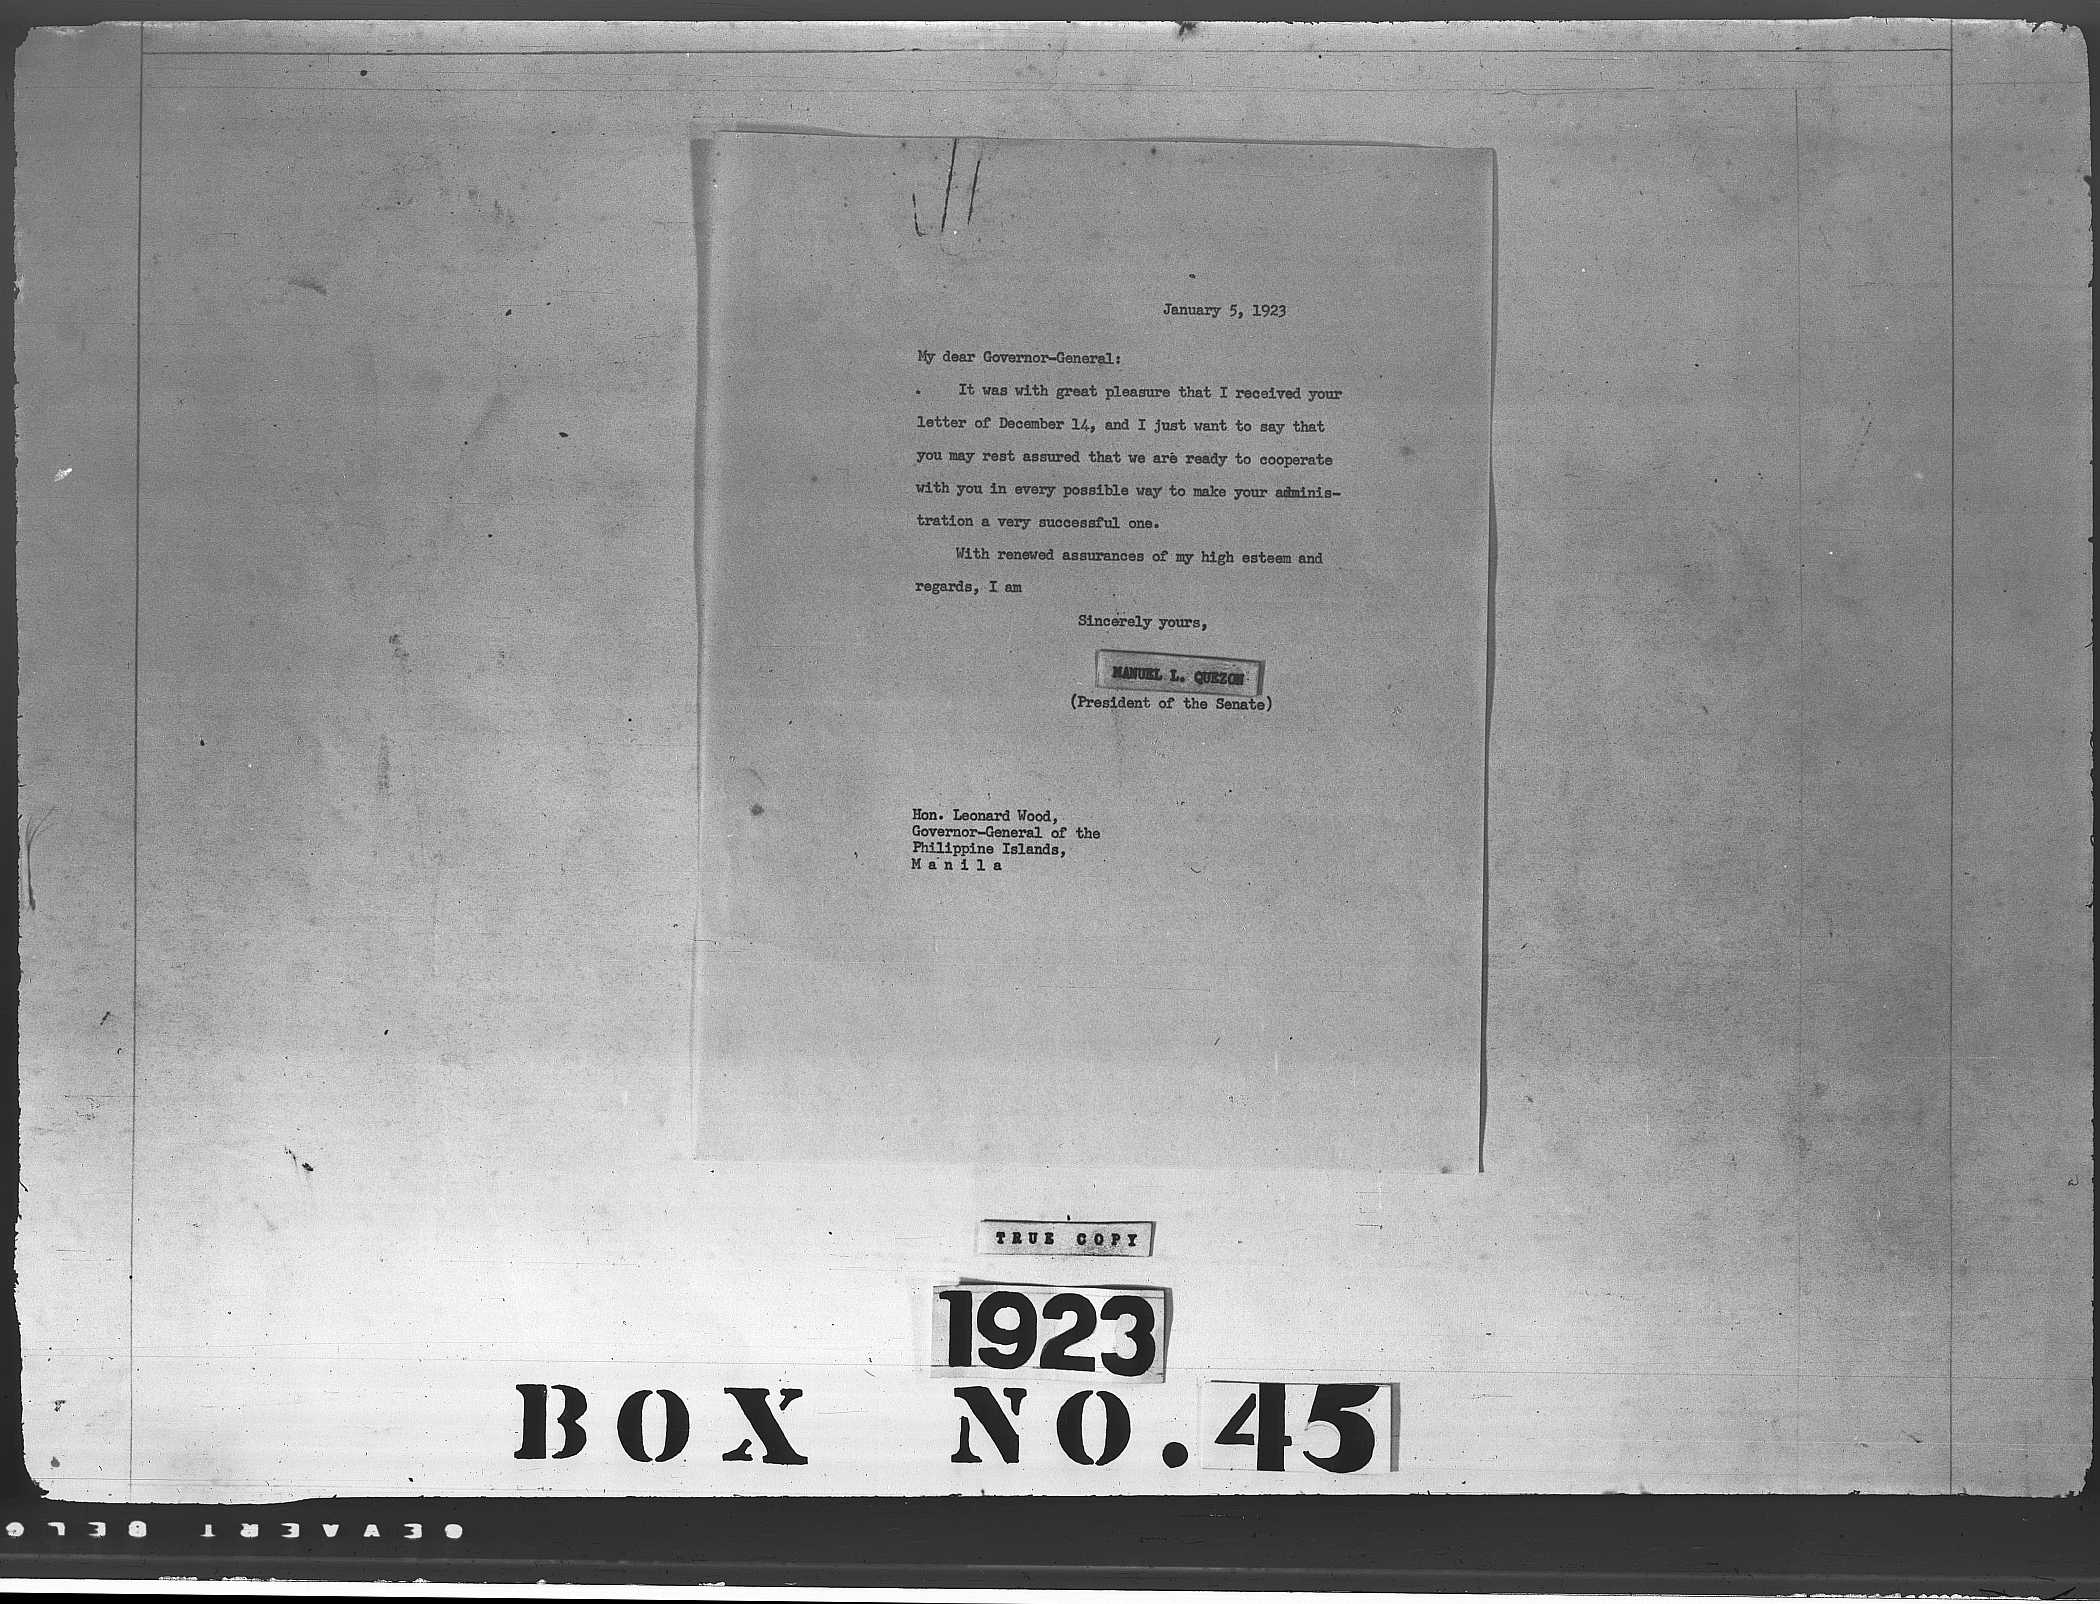 January 5, 1923
My dear Governor-General:
It was with great pleasure that I received your
letter of December 14, and I just want to say that
you may rest assured that we are ready to cooperate
with you in every possible way to make your adminis-
tration a very successful one.
With renewed assurances of my high esteem and
regards, I am
Sincerely yours,
MANUEL L. QUEZON
(President of the Senate)
Hon. Leonard Wood,
Governor-General of the
Philippine Islands,
M a n i l a
TRUE COPY
1923
BOX NO. 45
GEVAERT BELG